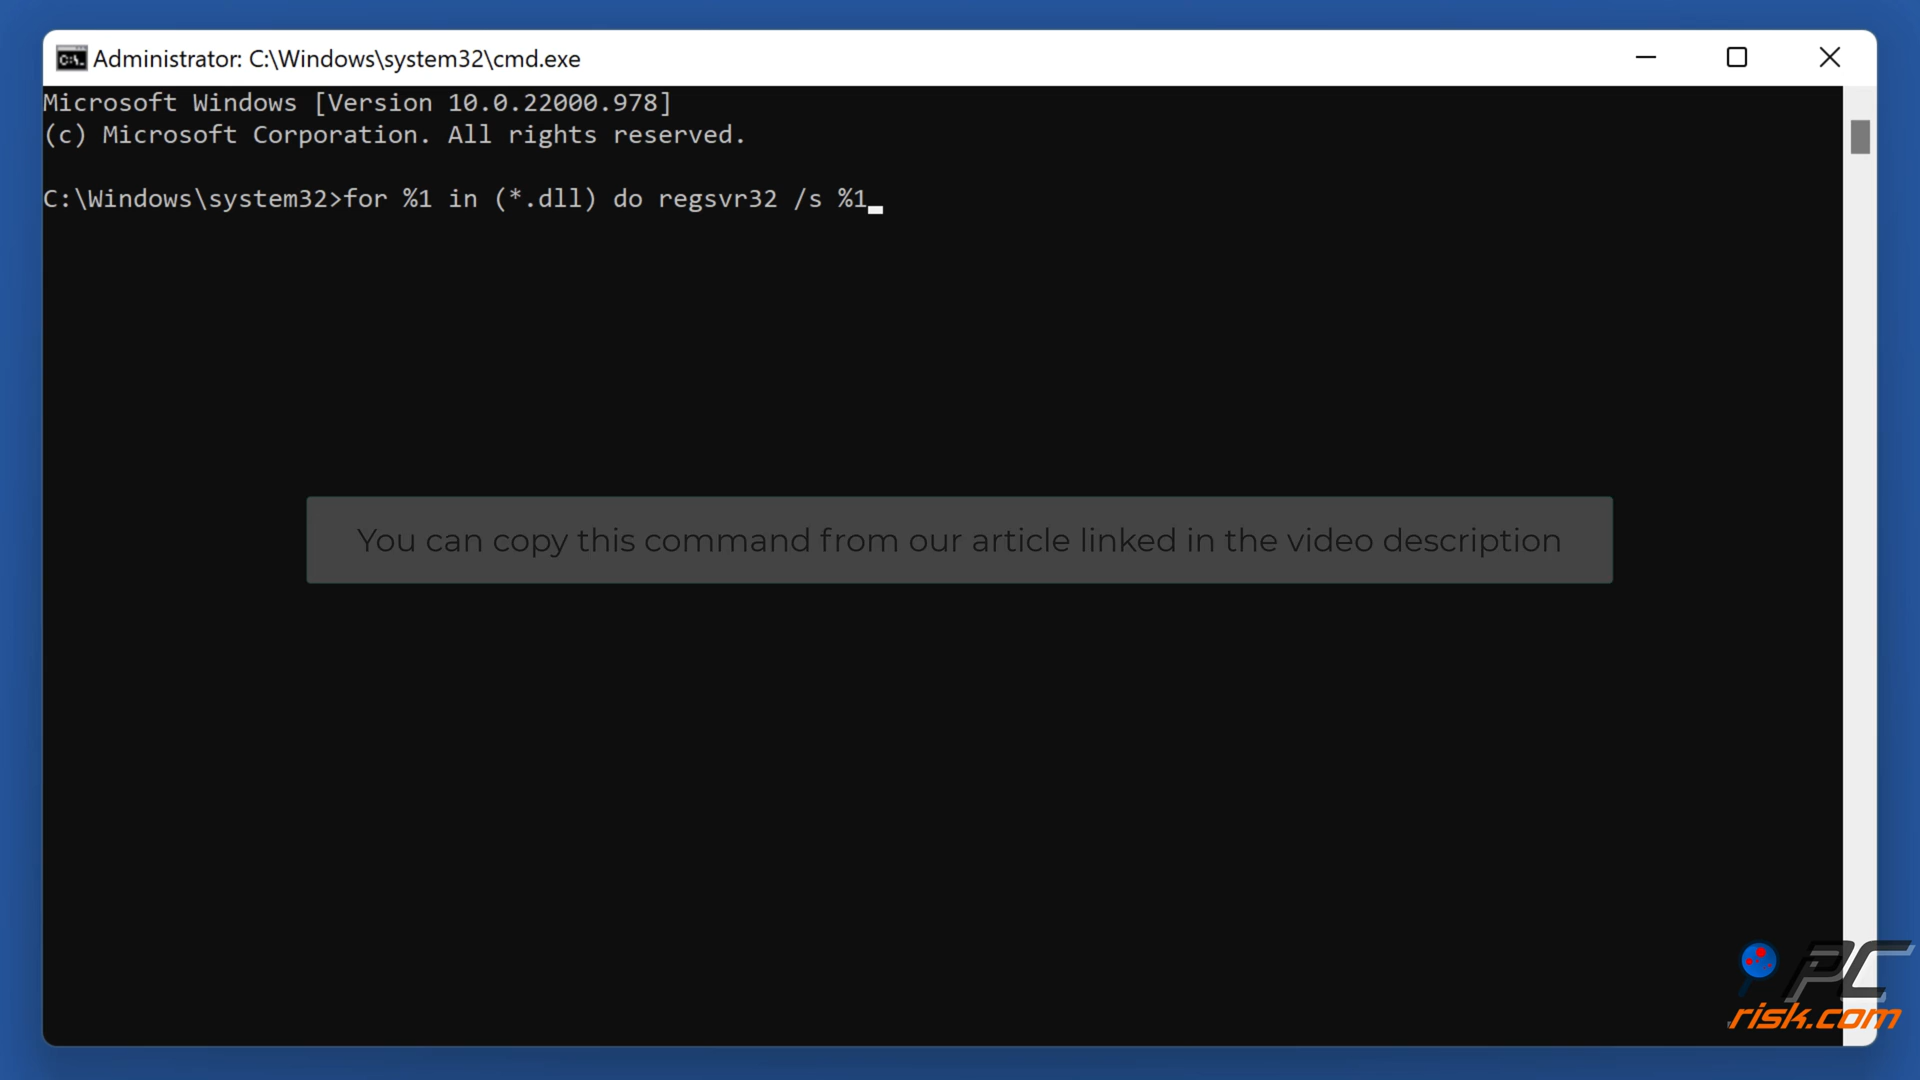 Administrator: C:\Windows\system32\cmd.exe
Microsoft Windows [Version 10.0.22000.978]
(c) Microsoft Corporation. All rights reserved.
C:\Windows\system32>for %1 in (*.dll) do regsvr32 /s %1
You can copy this command from our article linked in the video description
PC
risk.com